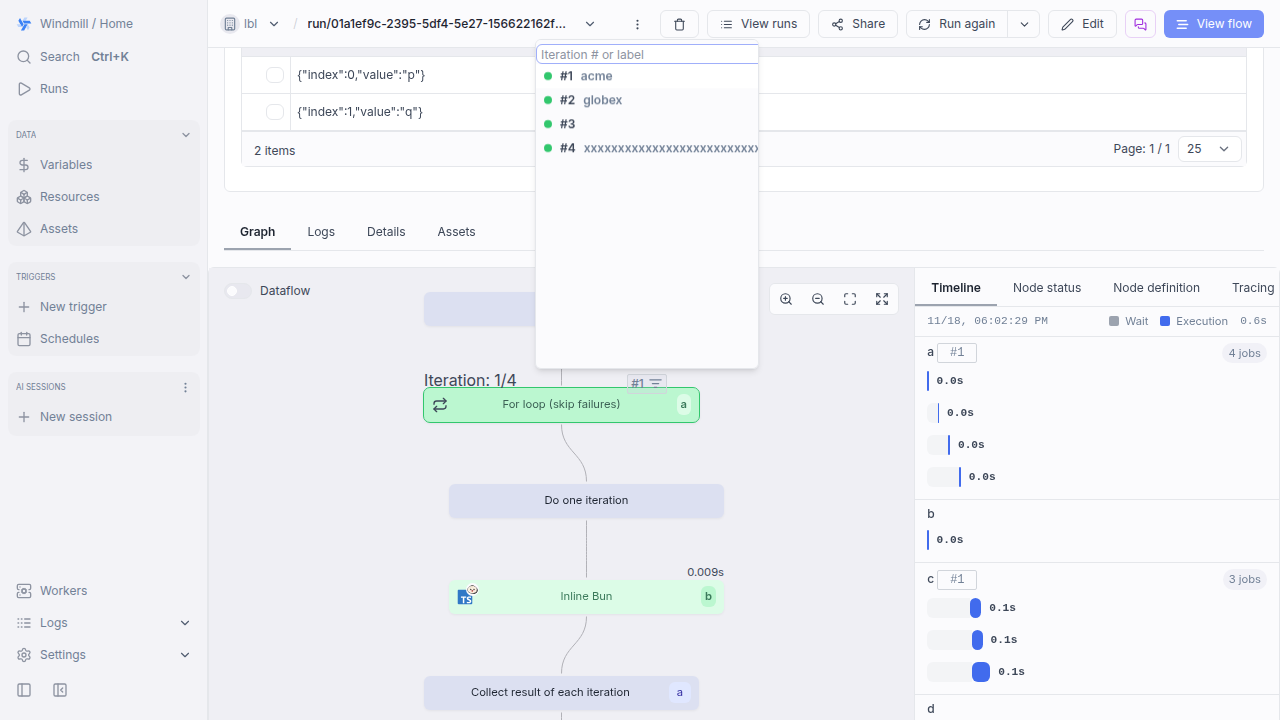 Windmill / Home
lbl
/
run/01a1ef9c-2395-5df4-5e27-156622162f...
View runs
Share
Run again
Edit
View flow
Search Ctrl+K
Runs
DATA
Variables
Resources
Assets
TRIGGERS
New trigger
Schedules
AI SESSIONS
New session
Workers
Logs
Settings
{"index":0,"value":"p"}
{"index":1,"value":"q"}
2 items
Page: 1 / 1
25
Iteration # or label
#1 acme
#2 globex
#3
#4 xxxxxxxxxxxxxxxxxxxxxxxxxx
Graph
Logs
Details
Assets
Dataflow
Iteration: 1/4
#1
For loop (skip failures)
a
Do one iteration
0.009s
TS
Inline Bun
b
Collect result of each iteration
a
Timeline
Node status
Node definition
Tracing
11/18, 06:02:29 PM
Wait
Execution
0.6s
a #1
4 jobs
0.0s
0.0s
0.0s
0.0s
b
0.0s
c #1
3 jobs
0.1s
0.1s
0.1s
d